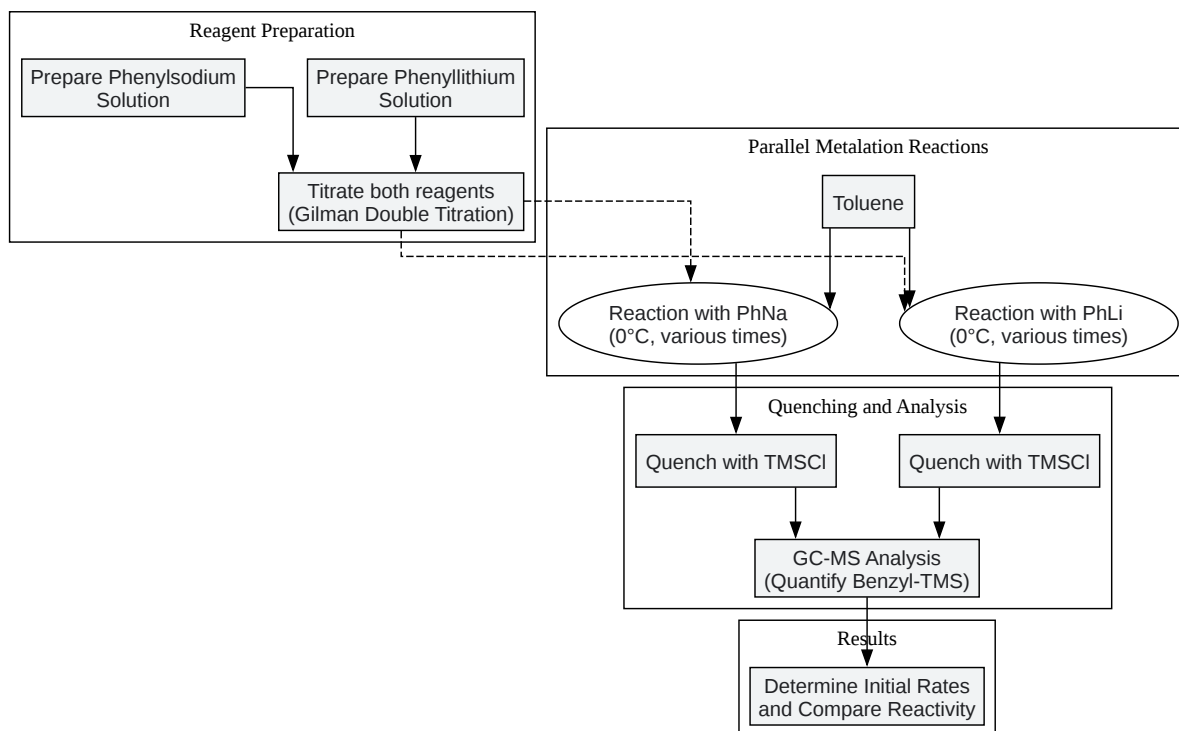 Reagent Preparation
Prepare Phenylsodium
Solution
Prepare Phenyllithium
Solution
Titrate both reagents
(Gilman Double Titration)
Parallel Metalation Reactions
Toluene
Reaction with PhNa
(0°C, various times)
Reaction with PhLi
(0°C, various times)
Quenching and Analysis
Quench with TMSCl
Quench with TMSCl
GC-MS Analysis
(Quantify Benzyl-TMS)
Results
Determine Initial Rates
and Compare Reactivity